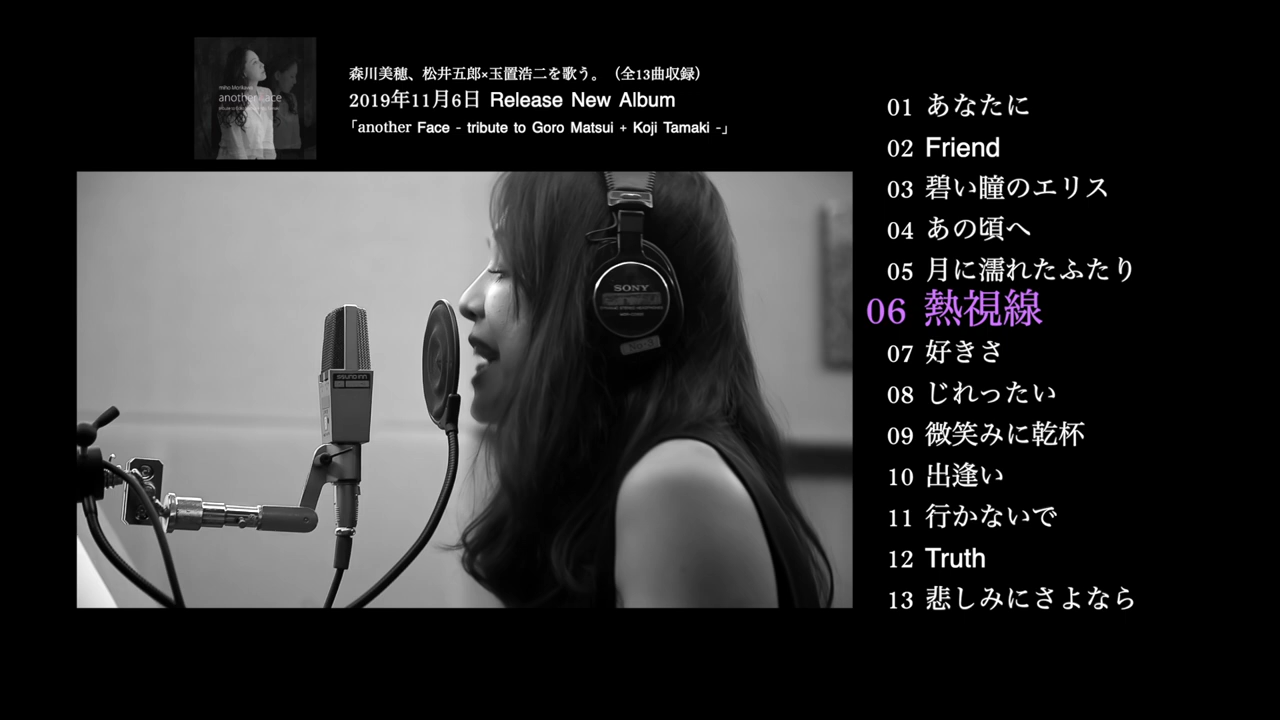 森川美穂、松井五郎×玉置浩二を歌う。（全13曲収録）
2019年11月6日 Release New Album
「another Face - tribute to Goro Matsui + Koji Tamaki -」
miho Morikawa
another Face
SONY
No.3
01 あなたに
02 Friend
03 碧い瞳のエリス
04 あの頃へ
05 月に濡れたふたり
06 熱視線
07 好きさ
08 じれったい
09 微笑みに乾杯
10 出逢い
11 行かないで
12 Truth
13 悲しみにさよなら